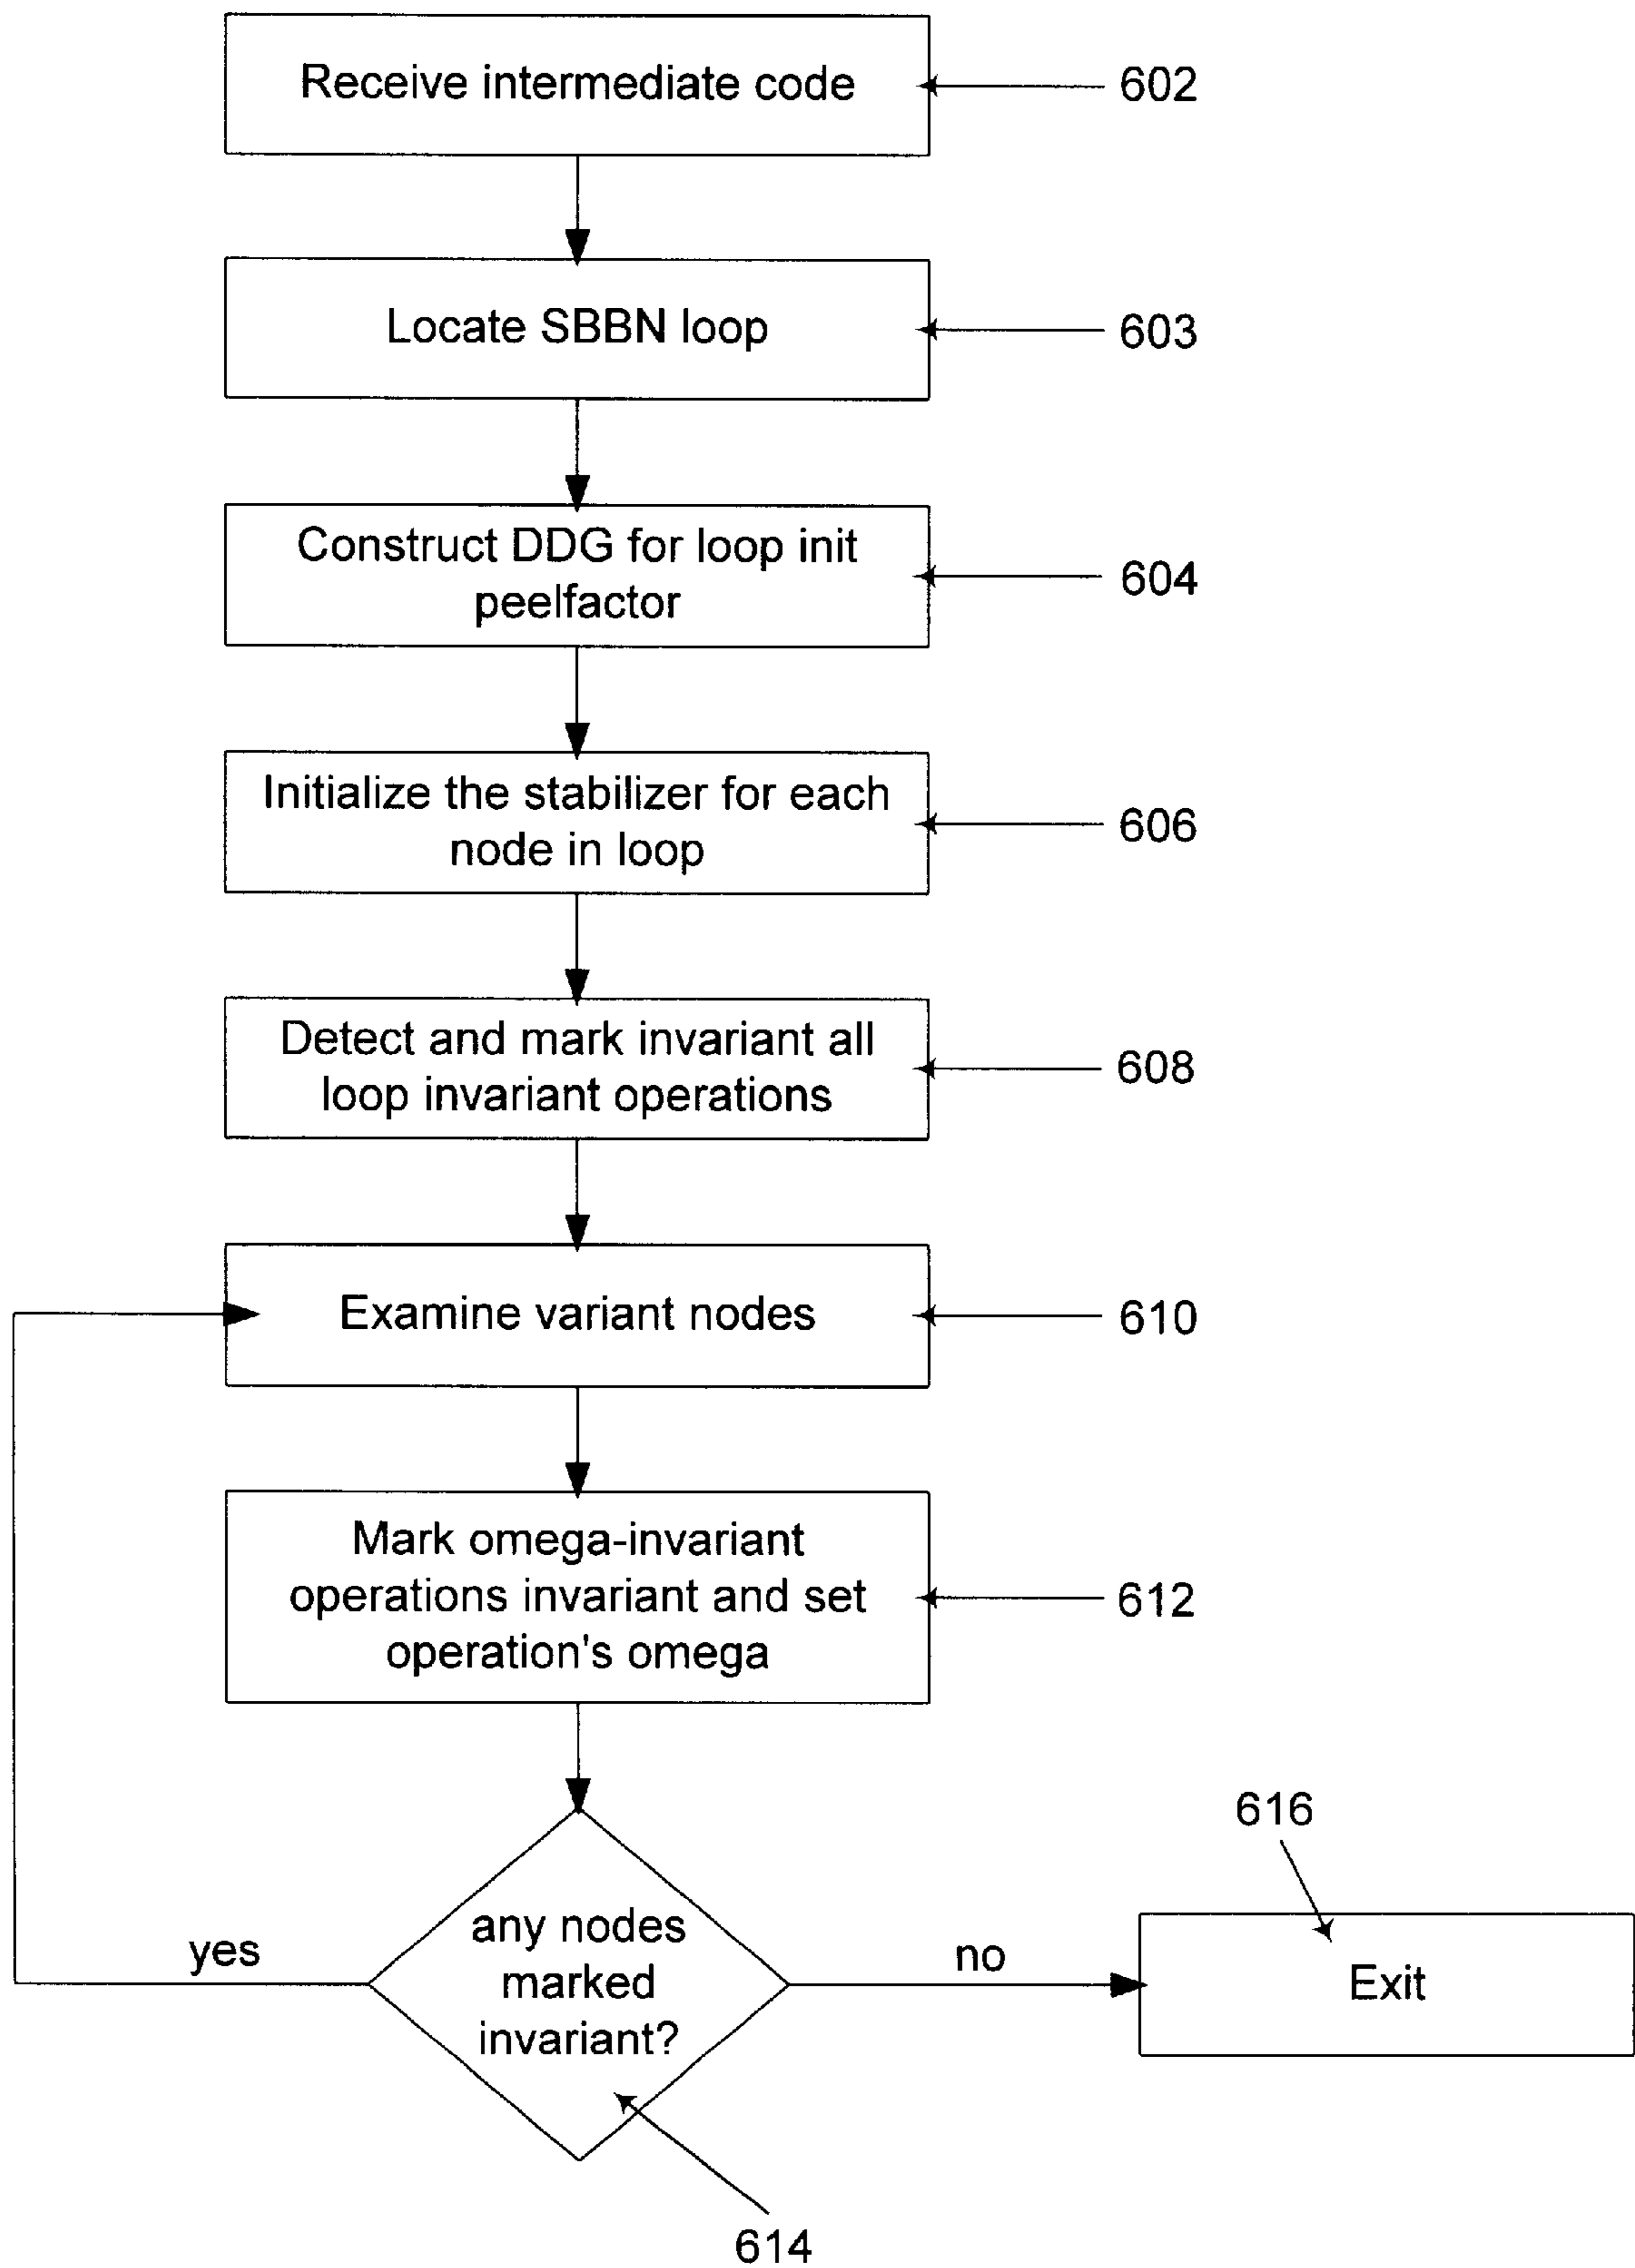 Receive intermediate code
602
Locate SBBN loop
603
Construct DDG for loop init
peelfactor
604
Initialize the stabilizer for each
node in loop
606
Detect and mark invariant all
loop invariant operations
608
Examine variant nodes
610
Mark omega-invariant
operations invariant and set
operation's omega
612
any nodes
marked
invariant?
yes
no
614
616
Exit